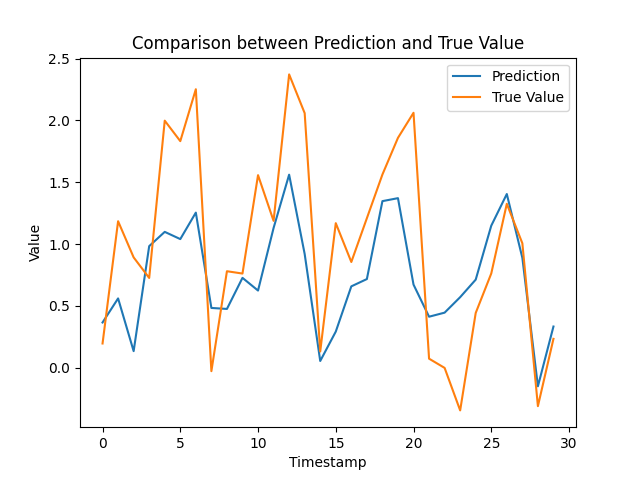 Comparison between Prediction and True Value
Prediction
True Value
2.5
2.0
1.5
1.0
0.5
0.0
Value
0 5 10 15 20 25 30
Timestamp